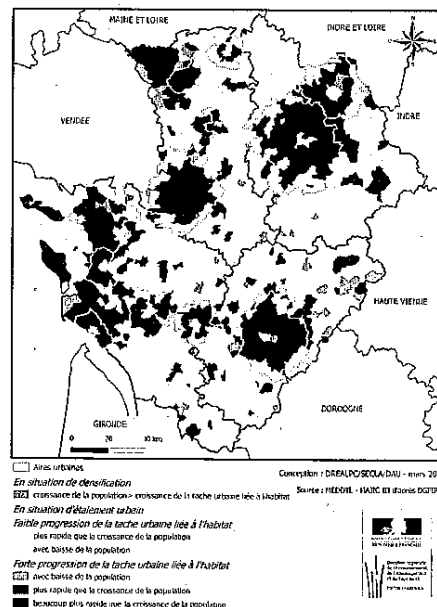 MAINE ET LOIRE
INDRE ET LOIRE
N
VENDEE
INDRE
HAUTE VIENNE
GIRONDE
DORDOGNE
0 20 40 km
Aires urbaines
Conception : DREALPC/SECLA/DAU - mars 20
En situation de densification
croissance de la population > croissance de la tache urbaine liée à l'habitat
Source : MEDDTL - MAJIC III d'après DGFIP
En situation d'étalement urbain
Faible progression de la tache urbaine liée à l'habitat
plus rapide que la croissance de la population
avec baisse de la population
Forte progression de la tache urbaine liée à l'habitat
avec baisse de la population
plus rapide que la croissance de la population
beaucoup plus rapide que la croissance de la population